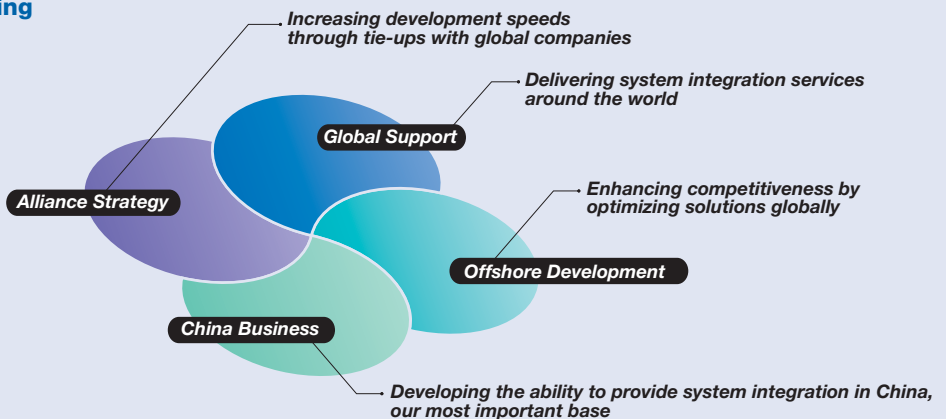 ing
Increasing development speeds
through tie-ups with global companies
Delivering system integration services
around the world
Global Support
Alliance Strategy
Enhancing competitiveness by
optimizing solutions globally
Offshore Development
China Business
Developing the ability to provide system integration in China,
our most important base